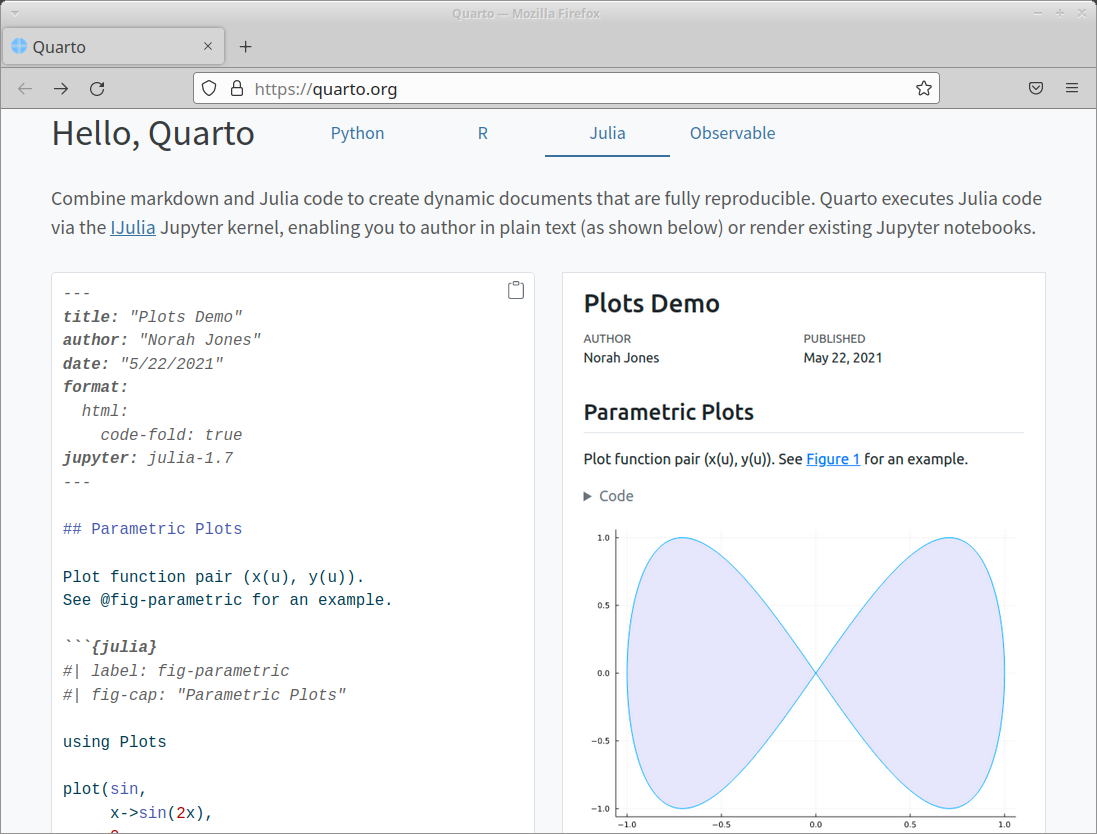 Quarto — Mozilla Firefox
Quarto
https://quarto.org
Hello, Quarto
Python
R
Julia
Observable
Combine markdown and Julia code to create dynamic documents that are fully reproducible. Quarto executes Julia code
via the IJulia Jupyter kernel, enabling you to author in plain text (as shown below) or render existing Jupyter notebooks.
---
title: "Plots Demo"
author: "Norah Jones"
date: "5/22/2021"
format:
  html:
    code-fold: true
jupyter: julia-1.7
---
## Parametric Plots
Plot function pair (x(u), y(u)).
See @fig-parametric for an example.
```{julia}
#| label: fig-parametric
#| fig-cap: "Parametric Plots"
using Plots
plot(sin,
     x->sin(2x),
Plots Demo
AUTHOR
PUBLISHED
Norah Jones
May 22, 2021
Parametric Plots
Plot function pair (x(u), y(u)). See Figure 1 for an example.
Code
1.0
0.5
0.0
−0.5
−1.0
−1.0 −0.5 0.0 0.5 1.0